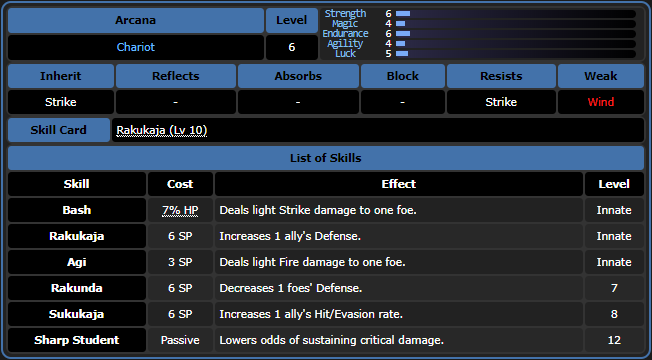 Arcana Level
Chariot 6
Strength 6
Magic 4
Endurance 6
Agility 4
Luck 5
Inherit Reflects Absorbs Block Resists Weak
Strike - - - Strike Wind
Skill Card Rakukaja (Lv 10)
List of Skills
Skill Cost Effect Level
Bash 7% HP Deals light Strike damage to one foe. Innate
Rakukaja 6 SP Increases 1 ally's Defense. Innate
Agi 3 SP Deals light Fire damage to one foe. Innate
Rakunda 6 SP Decreases 1 foes' Defense. 7
Sukukaja 6 SP Increases 1 ally's Hit/Evasion rate. 8
Sharp Student Passive Lowers odds of sustaining critical damage. 12